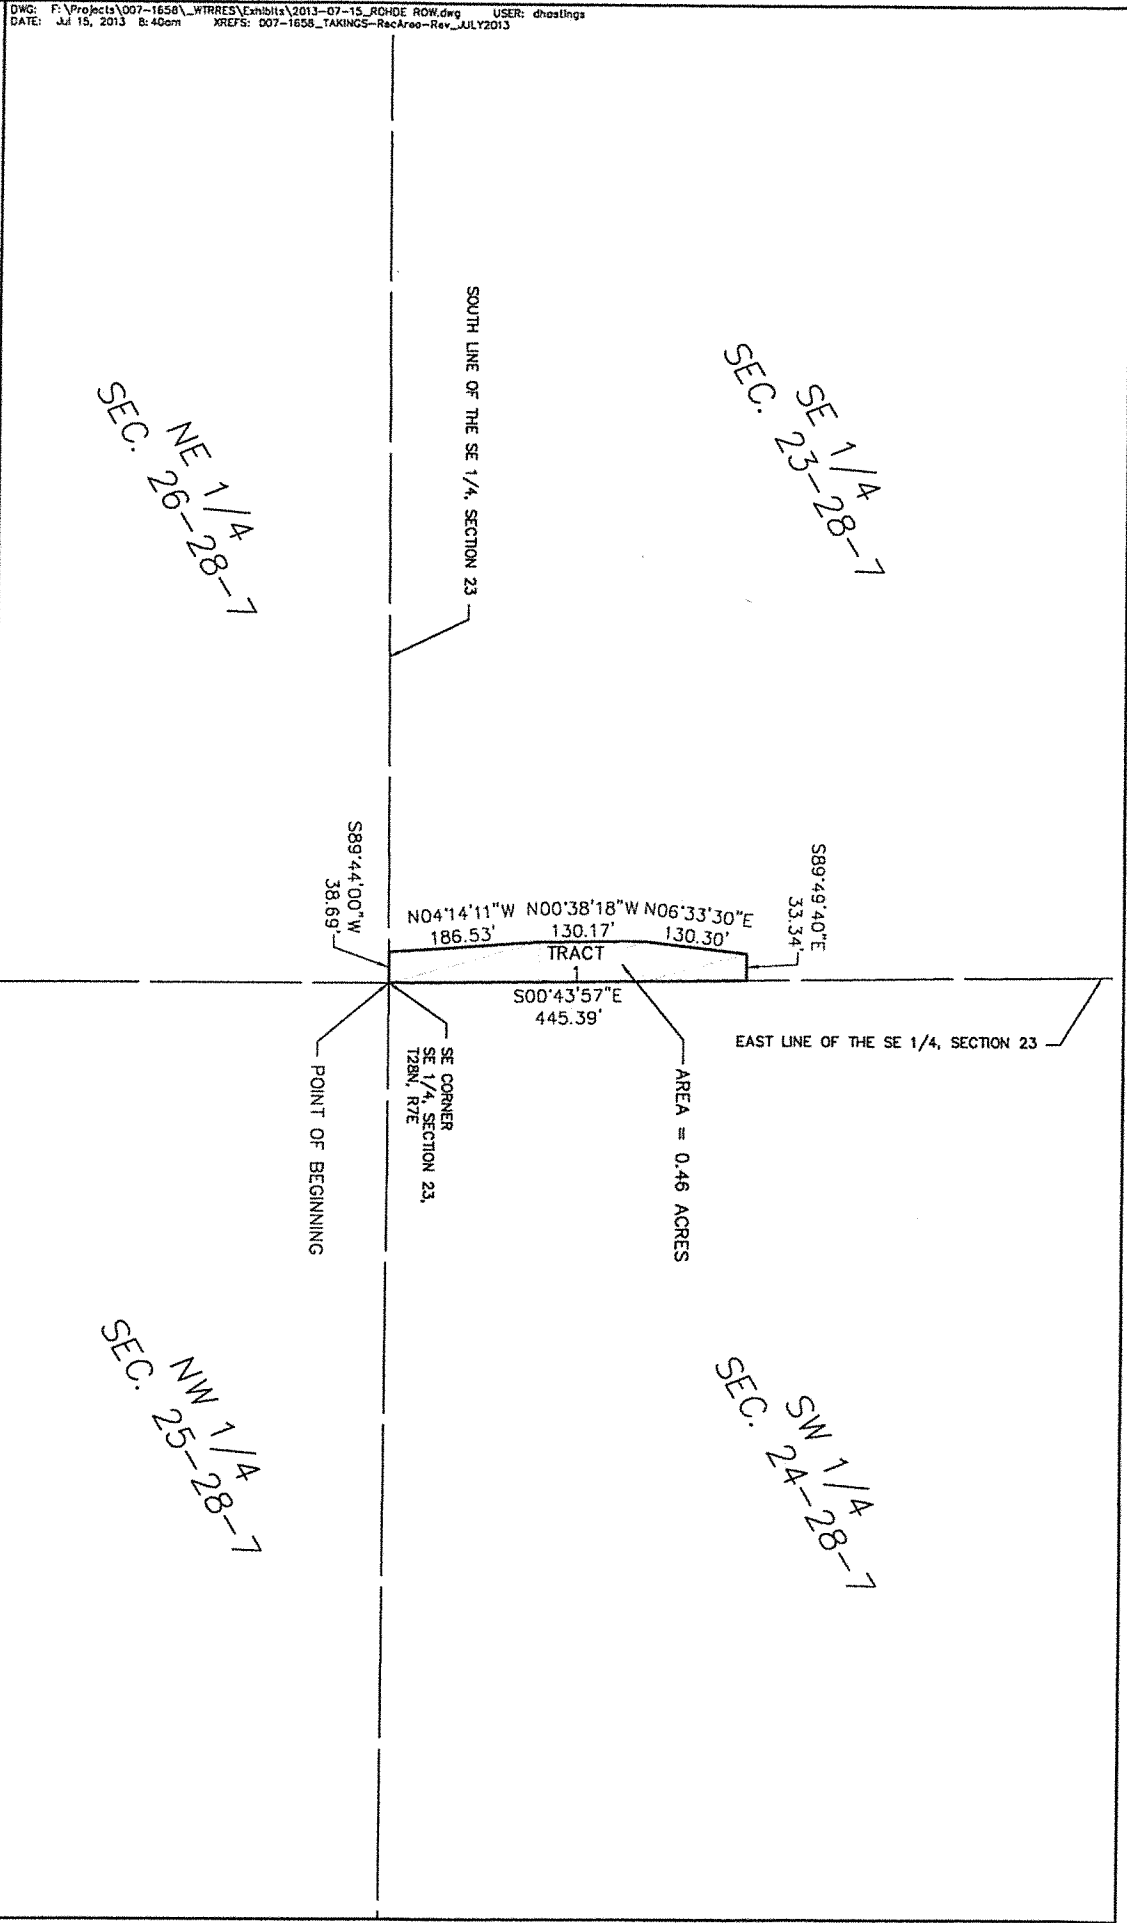 DWG: F:\Projects\007-1658\_WTRRES\Exhibits\2013-07-15_ROHDE ROW.dwg USER: dhastings
DATE: Jul 15, 2013 8:40am XREFS: 007-1658_TAKINGS-RecArea-Rev_JULY2013
SE 1/4
SEC. 23-28-7
SOUTH LINE OF THE SE 1/4, SECTION 23
NE 1/4
SEC. 26-28-7
S89°44'00"W
38.69'
N04°14'11"W
186.53'
N00°38'18"W
130.17'
N06°33'30"E
130.30'
S89°49'40"E
33.34'
TRACT
1
S00°43'57"E
445.39'
EAST LINE OF THE SE 1/4, SECTION 23
AREA = 0.46 ACRES
SE CORNER
SE 1/4, SECTION 23,
T28N, R7E
POINT OF BEGINNING
SW 1/4
SEC. 24-28-7
NW 1/4
SEC. 25-28-7